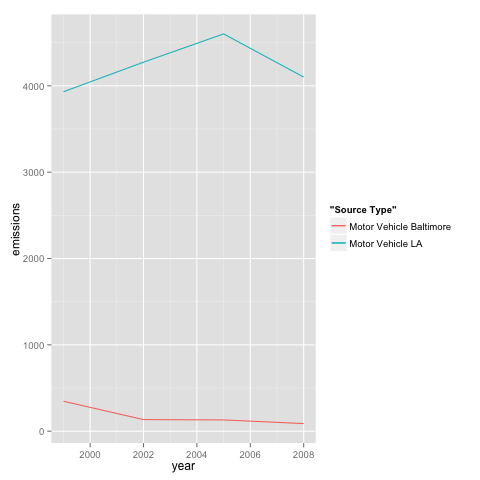 4000
3000
2000
1000
0
emissions
2000
2002
2004
2006
2008
year
"Source Type"
Motor Vehicle Baltimore
Motor Vehicle LA